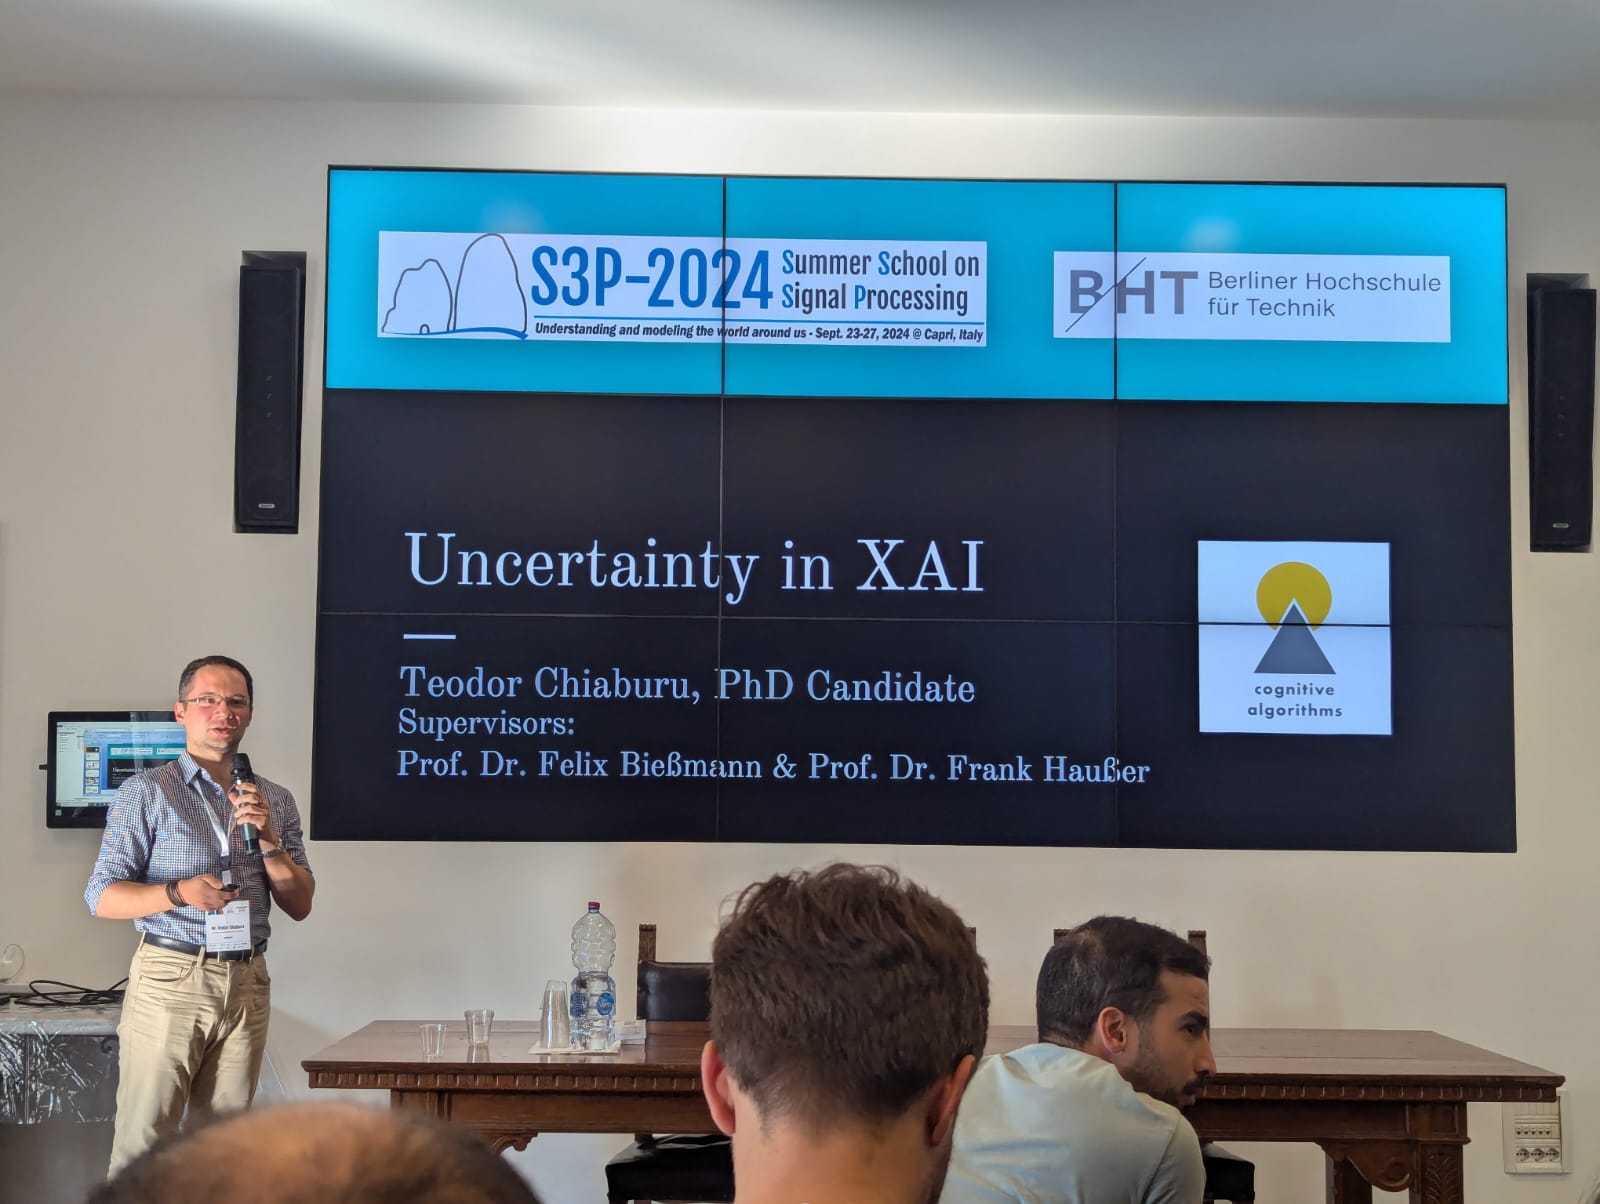 S3P-2024
Summer School on
Signal Processing
Understanding and modeling the world around us - Sept. 23-27, 2024 @ Capri, Italy
B/HT Berliner Hochschule
für Technik
Uncertainty in XAI
Teodor Chiaburu, PhD Candidate
Supervisors:
Prof. Dr. Felix Bießmann & Prof. Dr. Frank Haußer
cognitive
algorithms